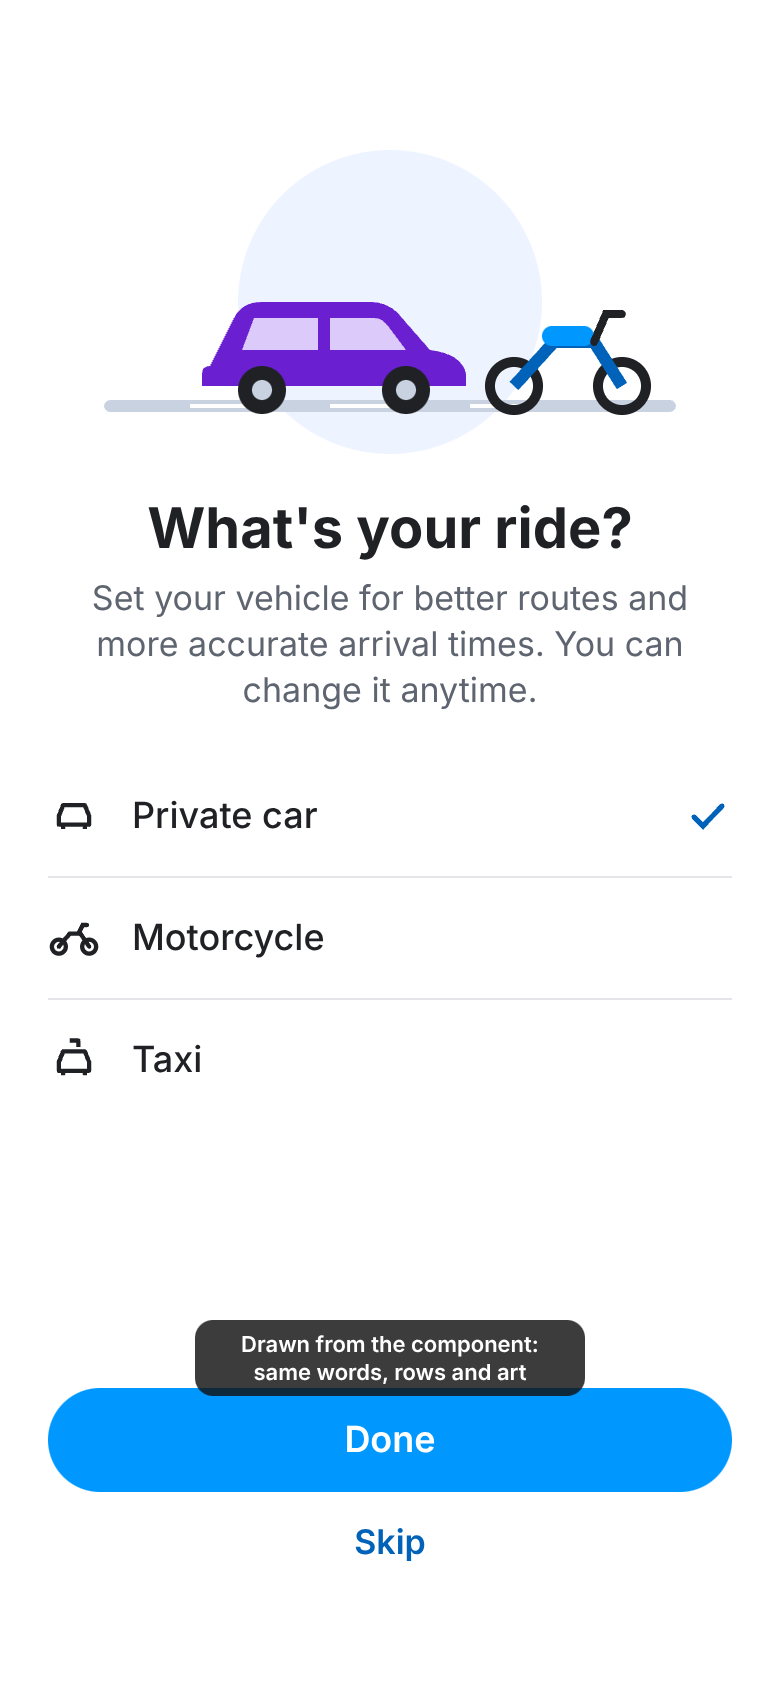 What's your ride?
Set your vehicle for better routes and
more accurate arrival times. You can
change it anytime.
Private car
Motorcycle
Taxi
Drawn from the component:
same words, rows and art
Done
Skip